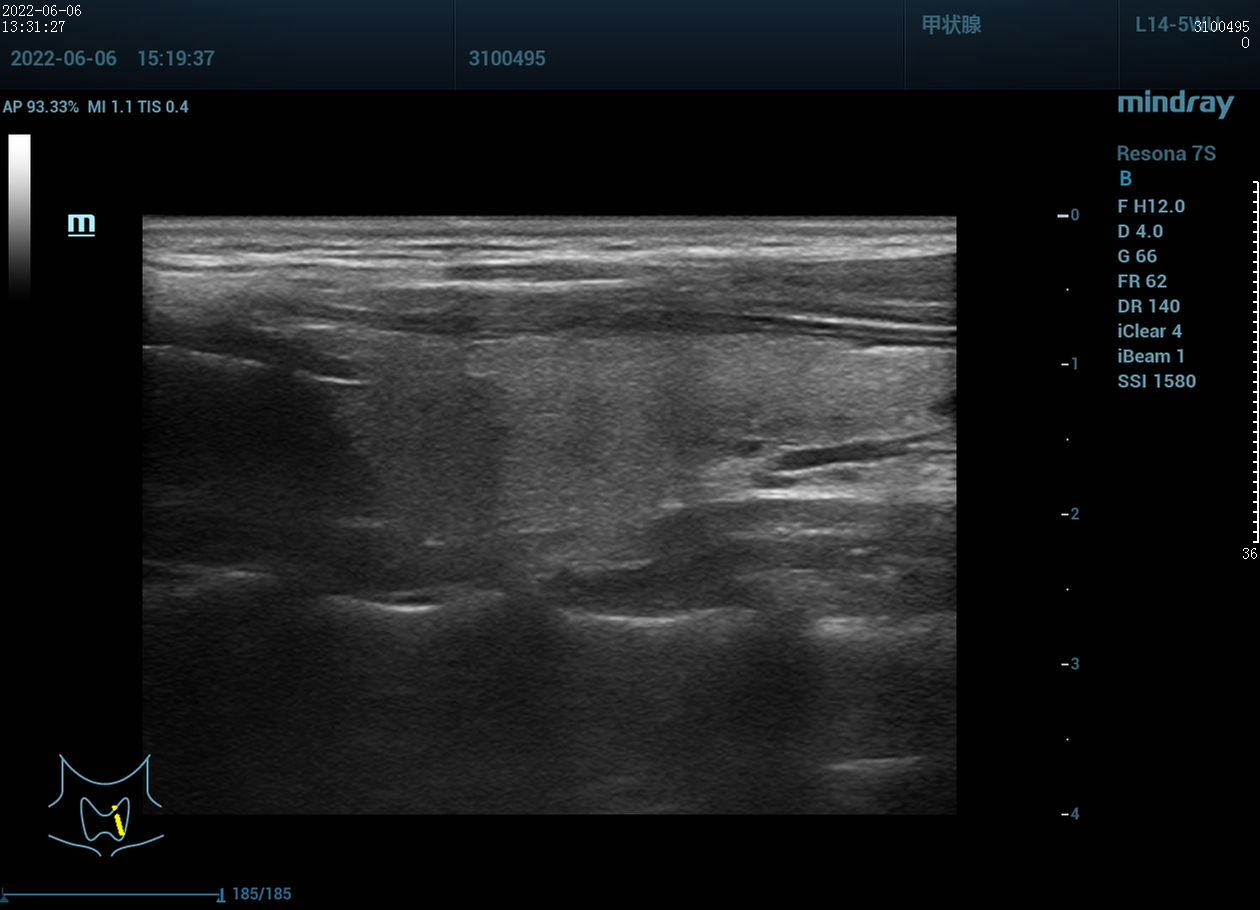 2022-06-06
13:31:27
2022-06-06 15:19:37
3100495
甲状腺
3100495
0
AP 93.33% MI 1.1 TIS 0.4
mindray
Resona 7S
B
F H12.0
D 4.0
G 66
FR 62
DR 140
iClear 4
iBeam 1
SSI 1580
m
0
1
2
3
4
36
185/185